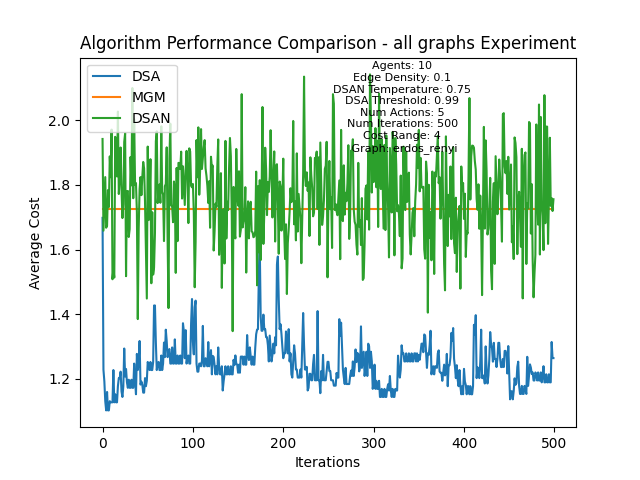 Algorithm Performance Comparison - all graphs Experiment
DSA
MGM
DSAN
Agents: 10
Edge Density: 0.1
DSAN Temperature: 0.75
DSA Threshold: 0.99
Num Actions: 5
Num Iterations: 500
Cost Range: 4
Graph: erdos_renyi
Average Cost
2.0
1.8
1.6
1.4
1.2
0
100
200
300
400
500
Iterations